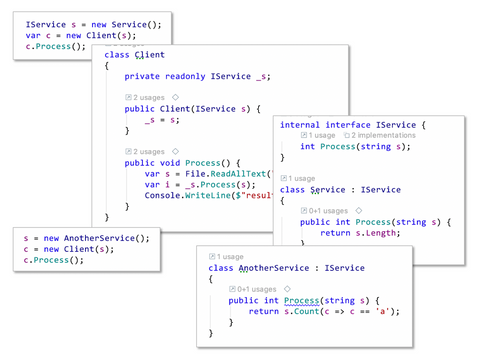 IService s = new Service();
var c = new Client(s);
c.Process();
class Client
{
private readonly IService _s;
2 usages
public Client(IService s) {
_s = s;
}
2 usages
public void Process() {
var s = File.ReadAllText(
var i = _s.Process(s);
Console.WriteLine($"resul
}
}
internal interface IService {
1 usage 2 implementations
int Process(string s);
}
1 usage
class Service : IService
{
0+1 usages
public int Process(string s) {
return s.Length;
}
}
s = new AnotherService();
c = new Client(s);
c.Process();
1 usage
class AnotherService : IService
{
0+1 usages
public int Process(string s) {
return s.Count(c => c == 'a');
}
}